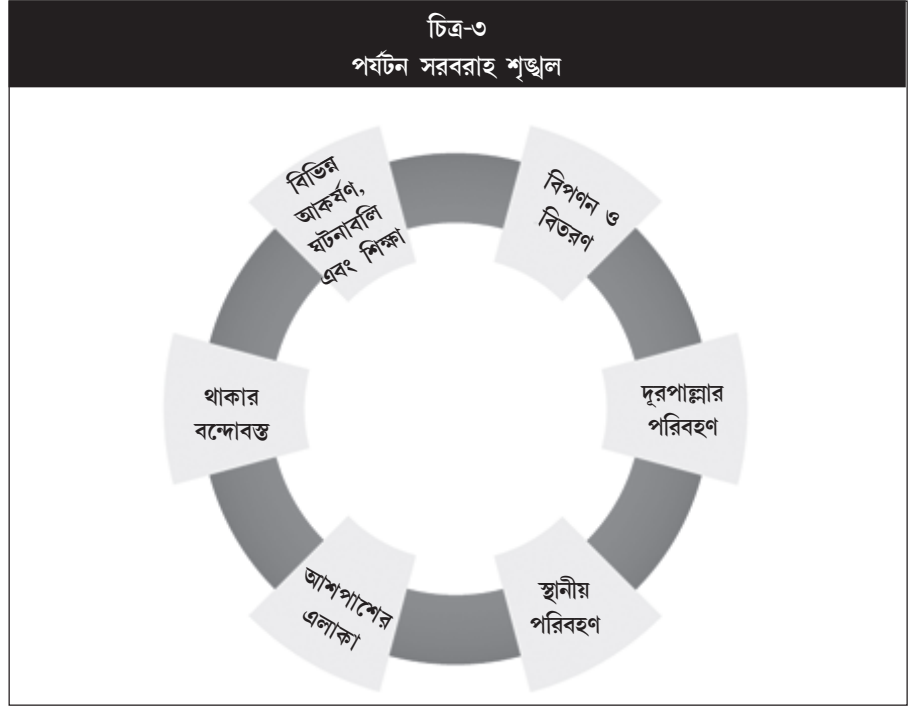 চিত্র-৩
পর্যটন সরবরাহ শৃঙ্খল
বিভিন্ন
আকর্ষণ,
ঘটনাবলি
এবং শিক্ষা
বিপণন ও
বিতরণ
থাকার
বন্দোবস্ত
দূরপাল্লার
পরিবহণ
আশপাশের
এলাকা
স্থানীয়
পরিবহণ